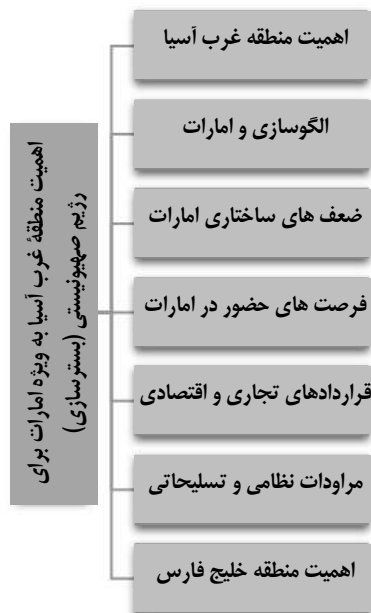 اهمیت منطقه غرب آسیا
الگوسازی و امارات
ضعف های ساختاری امارات
فرصت های حضور در امارات
قراردادهای تجاری و اقتصادی
مراودات نظامی و تسلیحاتی
اهمیت منطقه خلیج فارس
اهمیت منطقۀ غرب آسیا به ویژه امارات برای
رژیم صهیونیستی (بسترسازی)